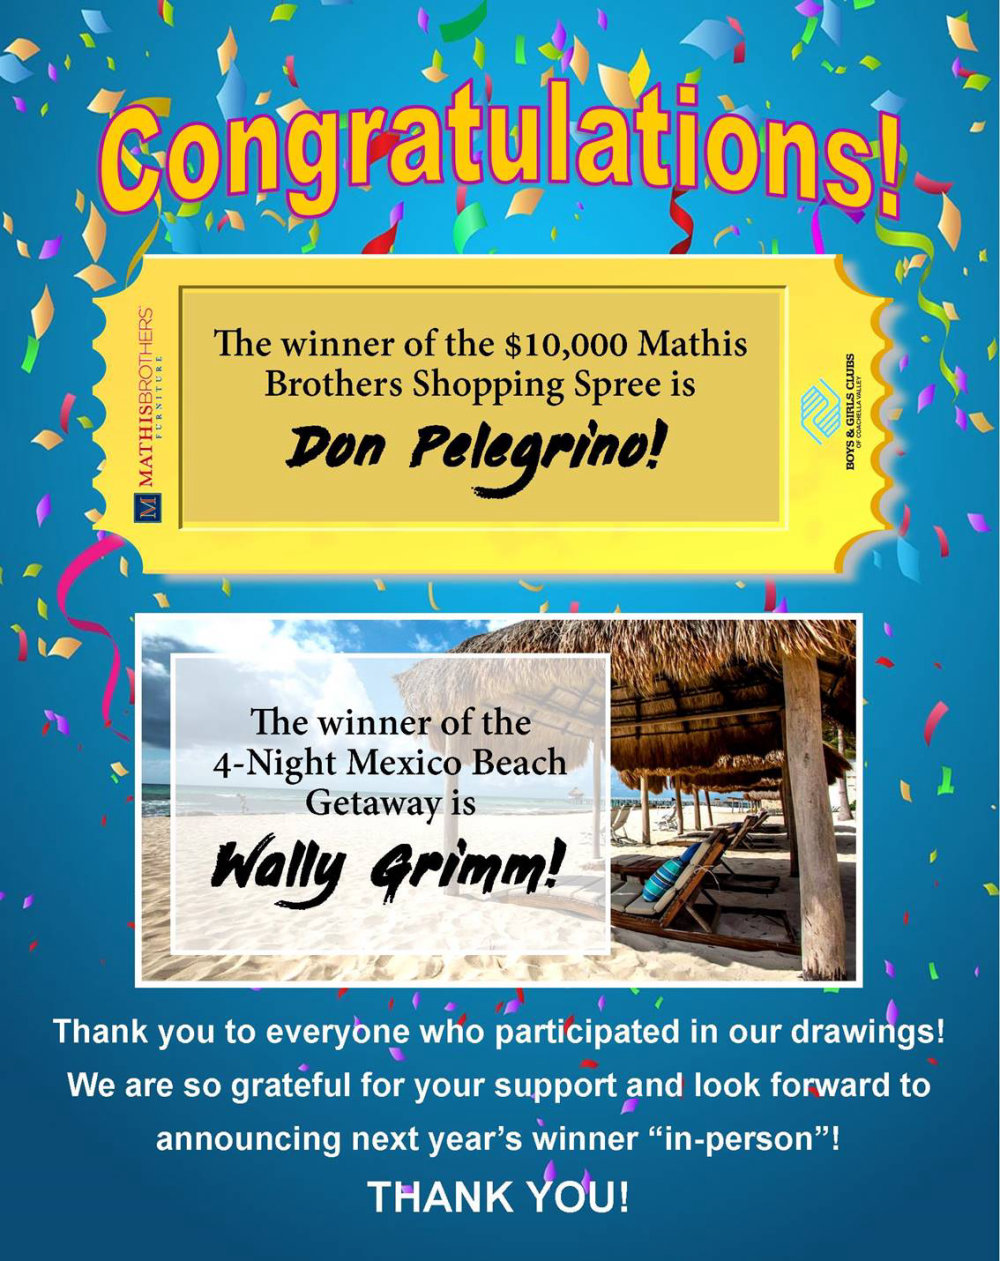 Congratulations!
The winner of the $10,000 Mathis
Brothers Shopping Spree is
Don Pelegrino!
M MATHISBROTHERS
FURNITURE
BOYS & GIRLS CLUBS
OF COACHELLA VALLEY
The winner of the
4-Night Mexico Beach
Getaway is
Wally Grimm!
Thank you to everyone who participated in our drawings!
We are so grateful for your support and look forward to
announcing next year's winner “in-person”!
THANK YOU!